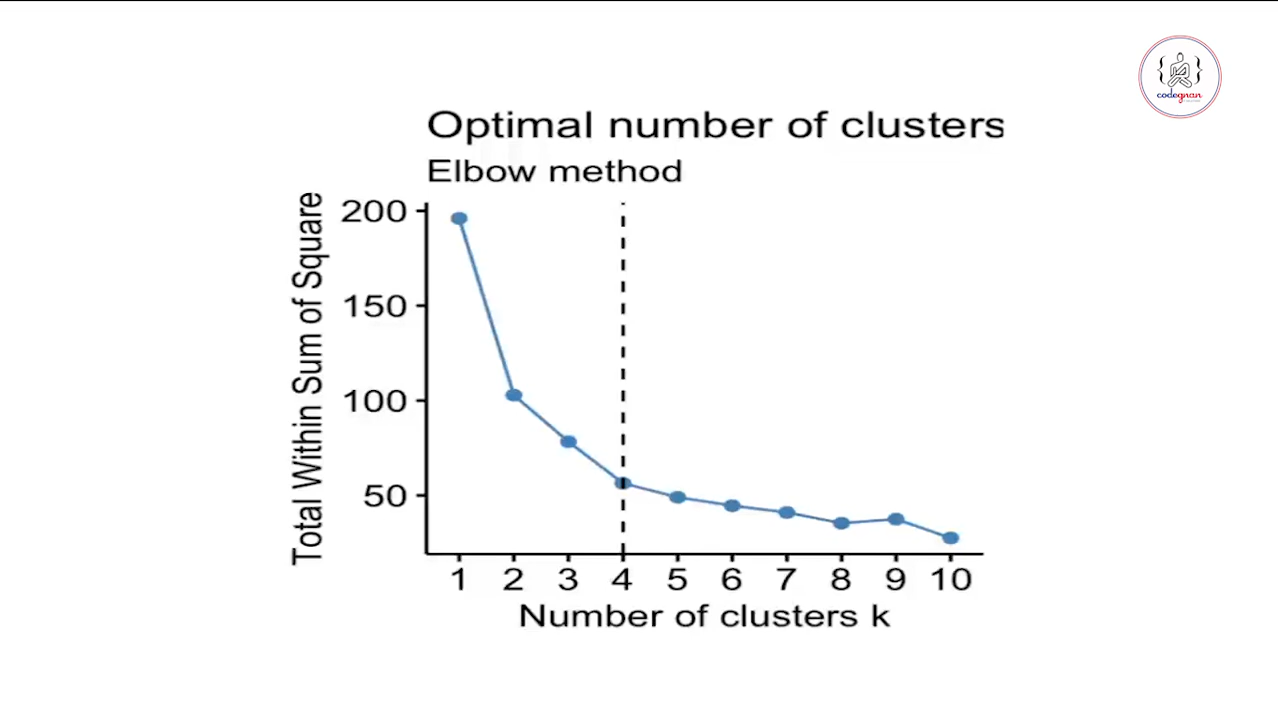 codegnan
Optimal number of clusters
Elbow method
Total Within Sum of Square
200
150
100
50
1 2 3 4 5 6 7 8 9 10
Number of clusters k